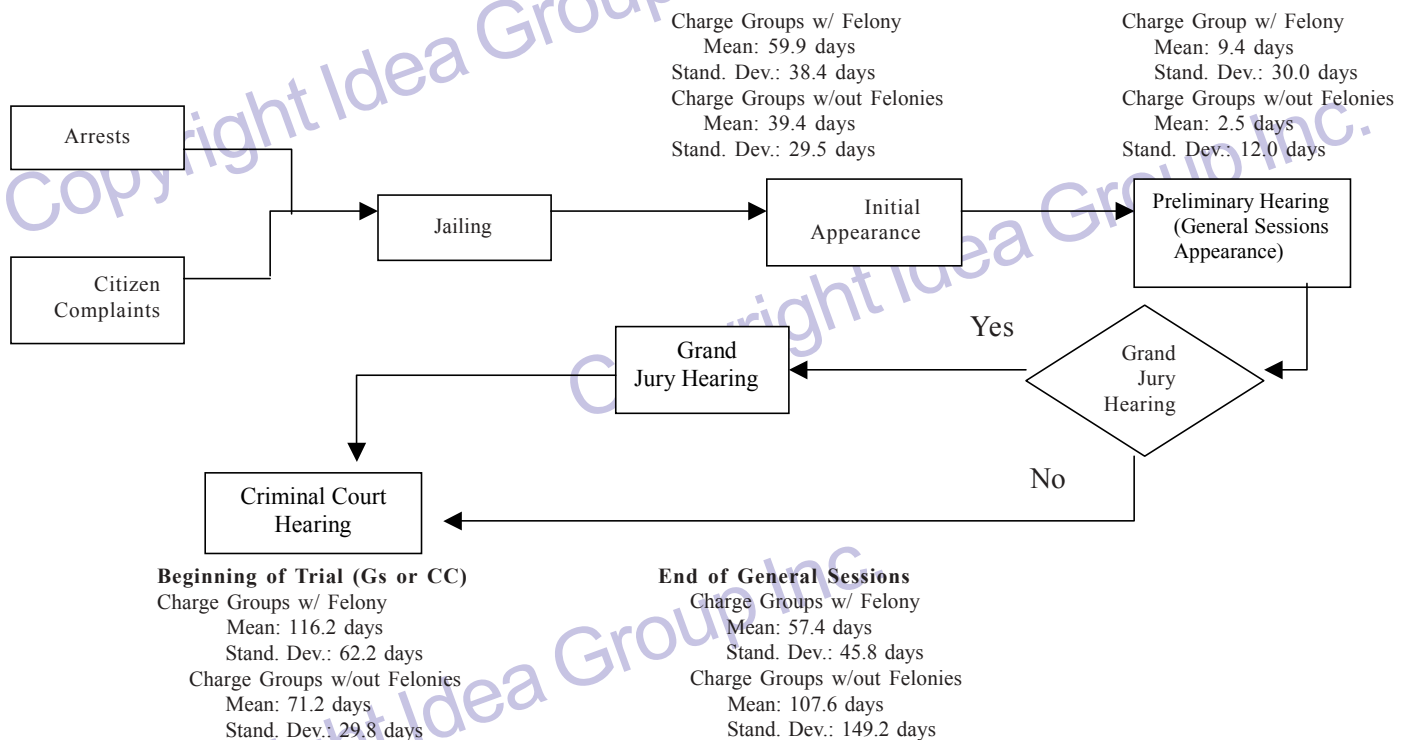 Copyright Idea Group Inc.
Charge Groups w/ Felony
Mean: 59.9 days
Stand. Dev.: 38.4 days
Charge Groups w/out Felonies
Mean: 39.4 days
Stand. Dev.: 29.5 days
Charge Group w/ Felony
Mean: 9.4 days
Stand. Dev.: 30.0 days
Charge Groups w/out Felonies
Mean: 2.5 days
Stand. Dev.: 12.0 days
Arrests
Citizen
Complaints
Jailing
Initial
Appearance
Preliminary Hearing
(General Sessions
Appearance)
Copyright Idea Group Inc.
Grand
Jury
Hearing
Yes
No
Grand
Jury Hearing
Criminal Court
Hearing
Beginning of Trial (Gs or CC)
Charge Groups w/ Felony
Mean: 116.2 days
Stand. Dev.: 62.2 days
Charge Groups w/out Felonies
Mean: 71.2 days
Stand. Dev.: 29.8 days
End of General Sessions
Charge Groups w/ Felony
Mean: 57.4 days
Stand. Dev.: 45.8 days
Charge Groups w/out Felonies
Mean: 107.6 days
Stand. Dev.: 149.2 days
Idea Group Inc.